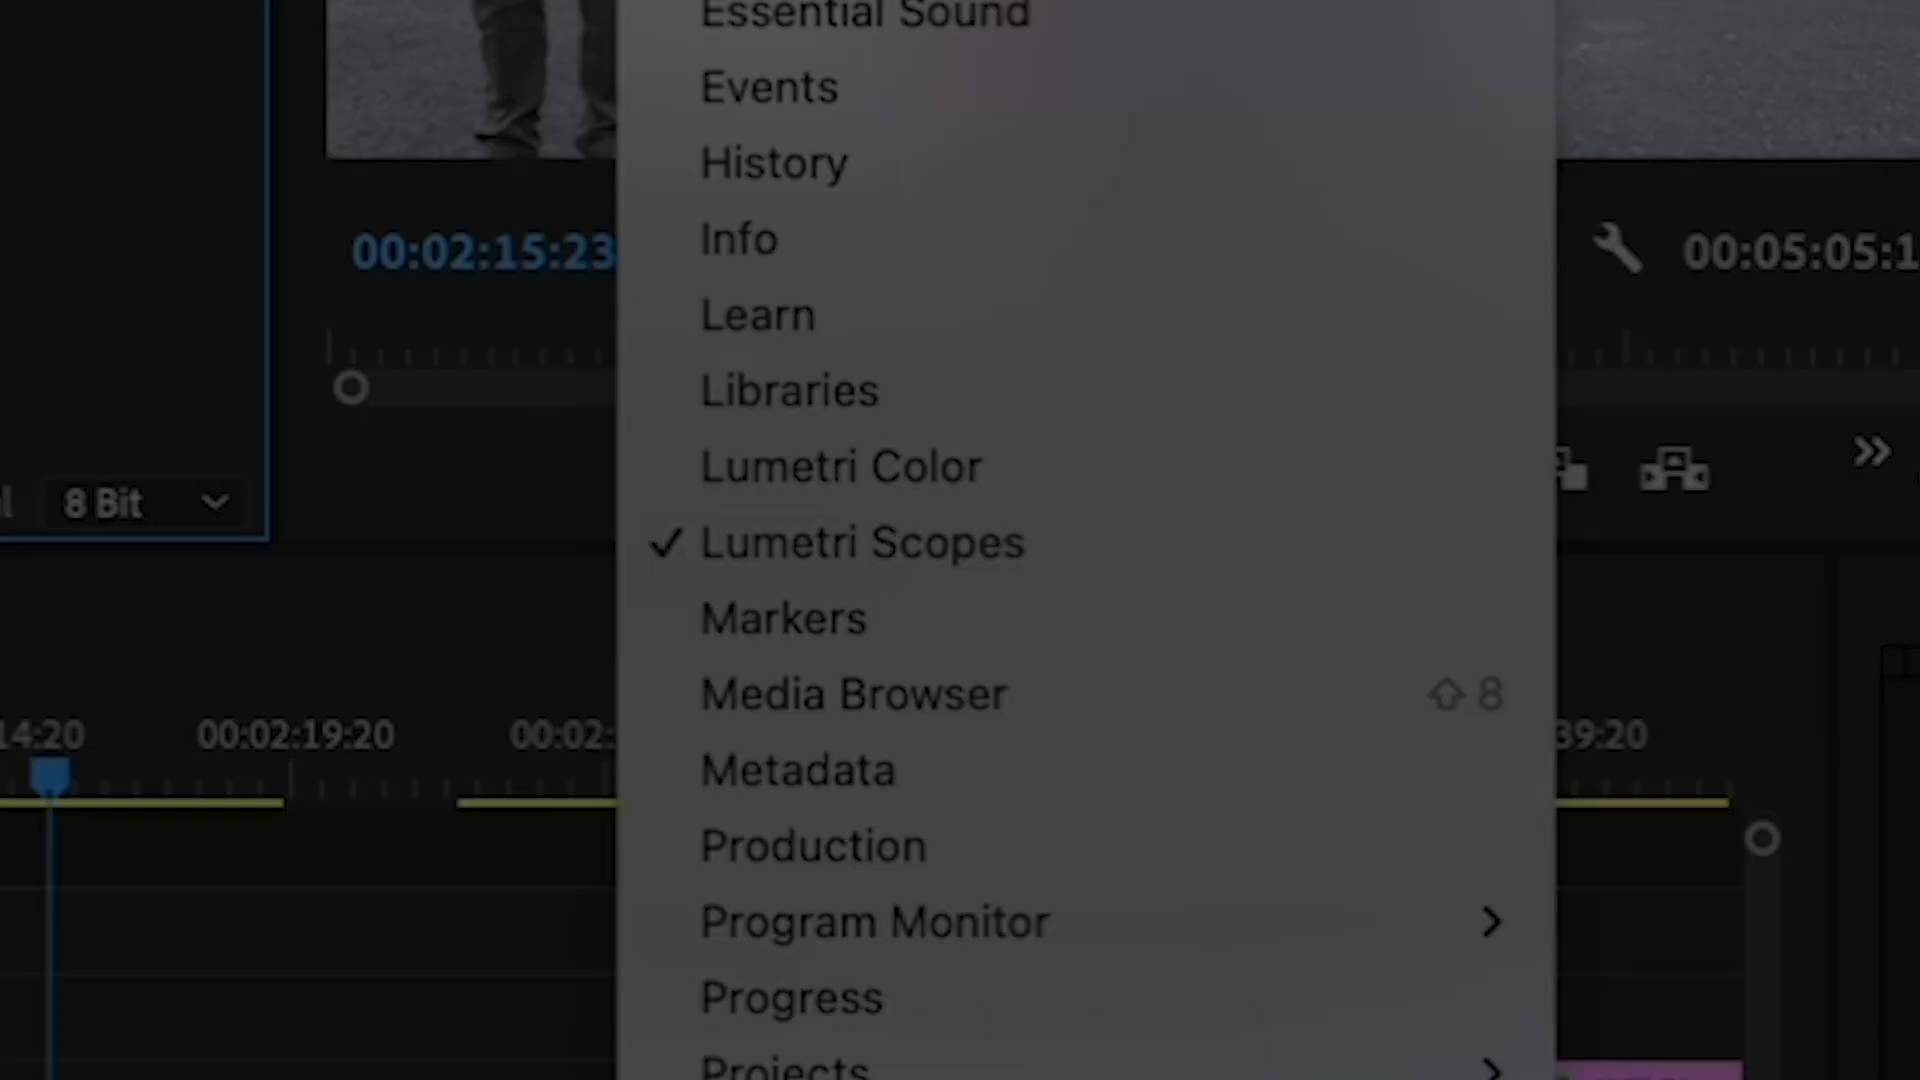 Essential Sound
Events
History
Info
Learn
Libraries
Lumetri Color
✓ Lumetri Scopes
Markers
Media Browser ⇧ 8
Metadata
Production
Program Monitor >
Progress
Projects >
00:02:15:23
00:05:05:1
8 Bit
14:20
00:02:19:20
00:02:
39:20